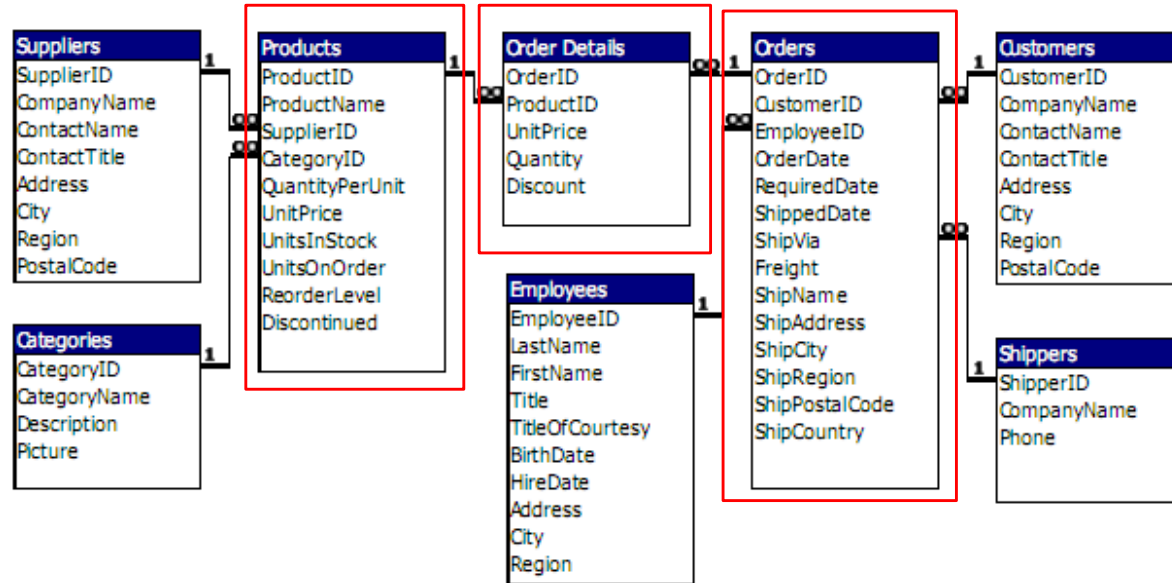 Suppliers
SupplierID
CompanyName
ContactName
ContactTitle
Address
City
Region
PostalCode
1
∞
Categories
CategoryID
CategoryName
Description
Picture
1
∞
Products
ProductID
ProductName
SupplierID
CategoryID
QuantityPerUnit
UnitPrice
UnitsInStock
UnitsOnOrder
ReorderLevel
Discontinued
1
∞
Order Details
OrderID
ProductID
UnitPrice
Quantity
Discount
∞
1
Employees
EmployeeID
LastName
FirstName
Title
TitleOfCourtesy
BirthDate
HireDate
Address
City
Region
1
∞
Orders
OrderID
CustomerID
EmployeeID
OrderDate
RequiredDate
ShippedDate
ShipVia
Freight
ShipName
ShipAddress
ShipCity
ShipRegion
ShipPostalCode
ShipCountry
∞
1
Customers
CustomerID
CompanyName
ContactName
ContactTitle
Address
City
Region
PostalCode
∞
1
Shippers
ShipperID
CompanyName
Phone